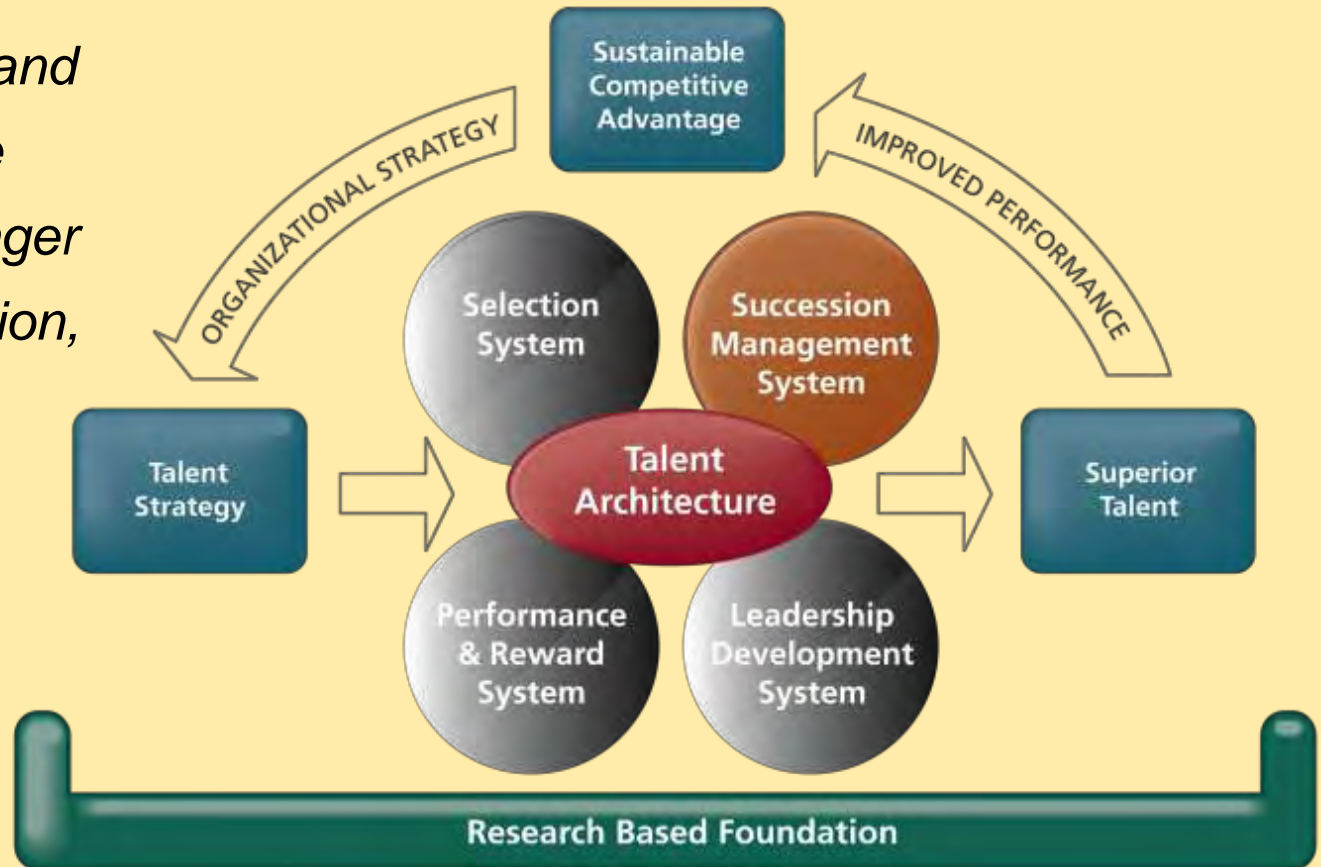 and
e
ager
ion,
Sustainable
Competitive
Advantage
ORGANIZATIONAL STRATEGY
IMPROVED PERFORMANCE
Selection
System
Succession
Management
System
Talent
Strategy
Talent
Architecture
Superior
Talent
Performance
& Reward
System
Leadership
Development
System
Research Based Foundation